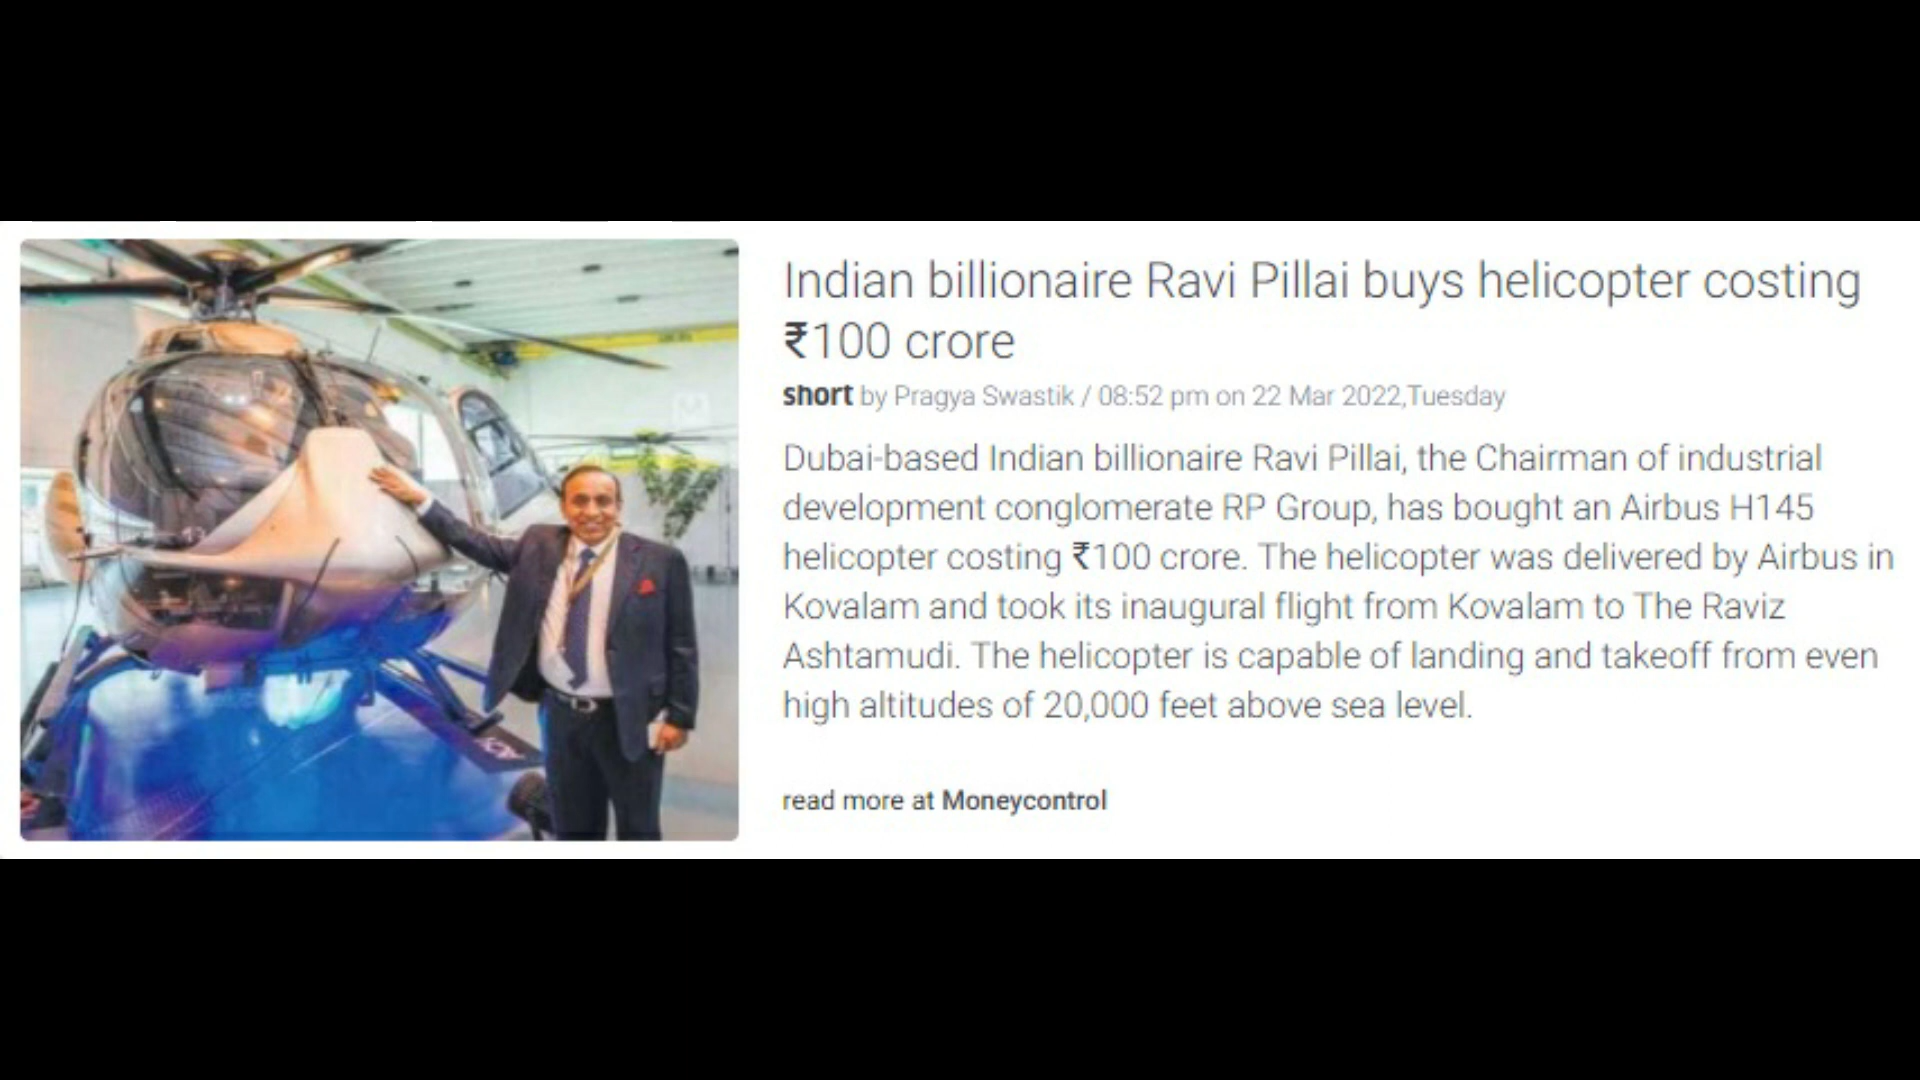 Indian billionaire Ravi Pillai buys helicopter costing
₹100 crore
short by Pragya Swastik / 08:52 pm on 22 Mar 2022,Tuesday
Dubai-based Indian billionaire Ravi Pillai, the Chairman of industrial
development conglomerate RP Group, has bought an Airbus H145
helicopter costing ₹100 crore. The helicopter was delivered by Airbus in
Kovalam and took its inaugural flight from Kovalam to The Raviz
Ashtamudi. The helicopter is capable of landing and takeoff from even
high altitudes of 20,000 feet above sea level.
read more at Moneycontrol